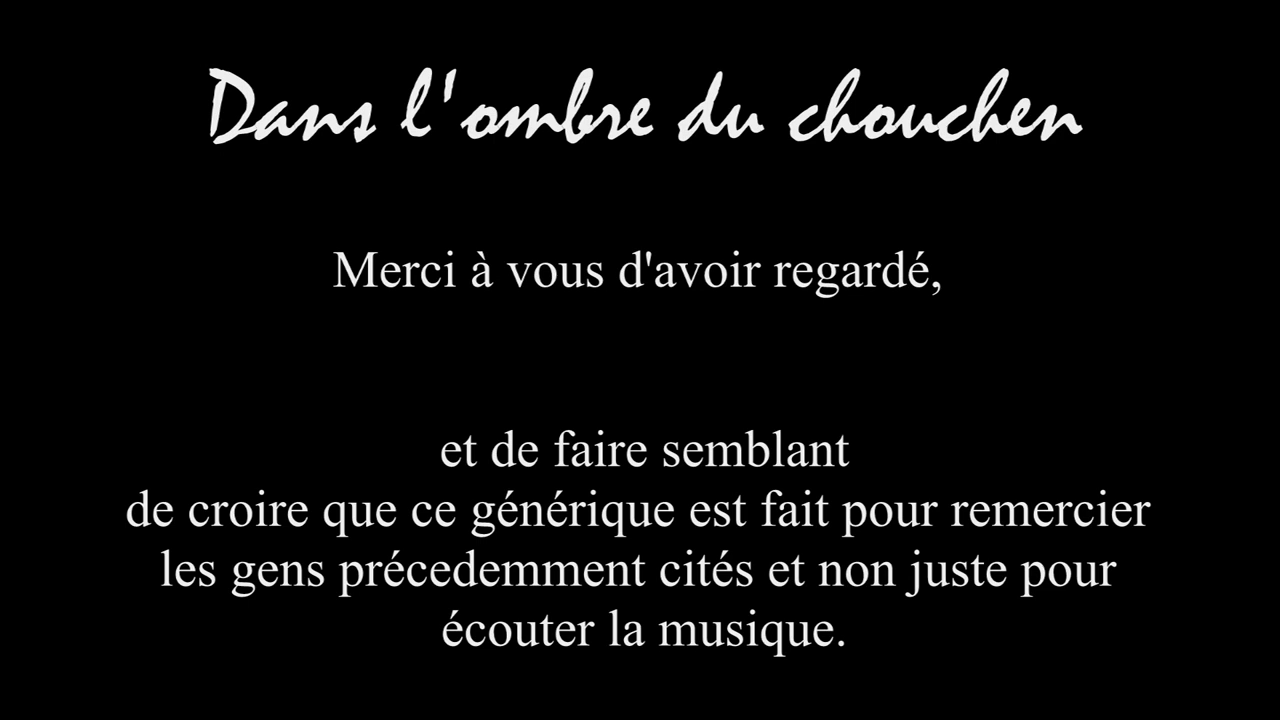 Dans l'ombre du chouchen
Merci à vous d'avoir regardé,
et de faire semblant
de croire que ce générique est fait pour remercier
les gens précedemment cités et non juste pour
écouter la musique.